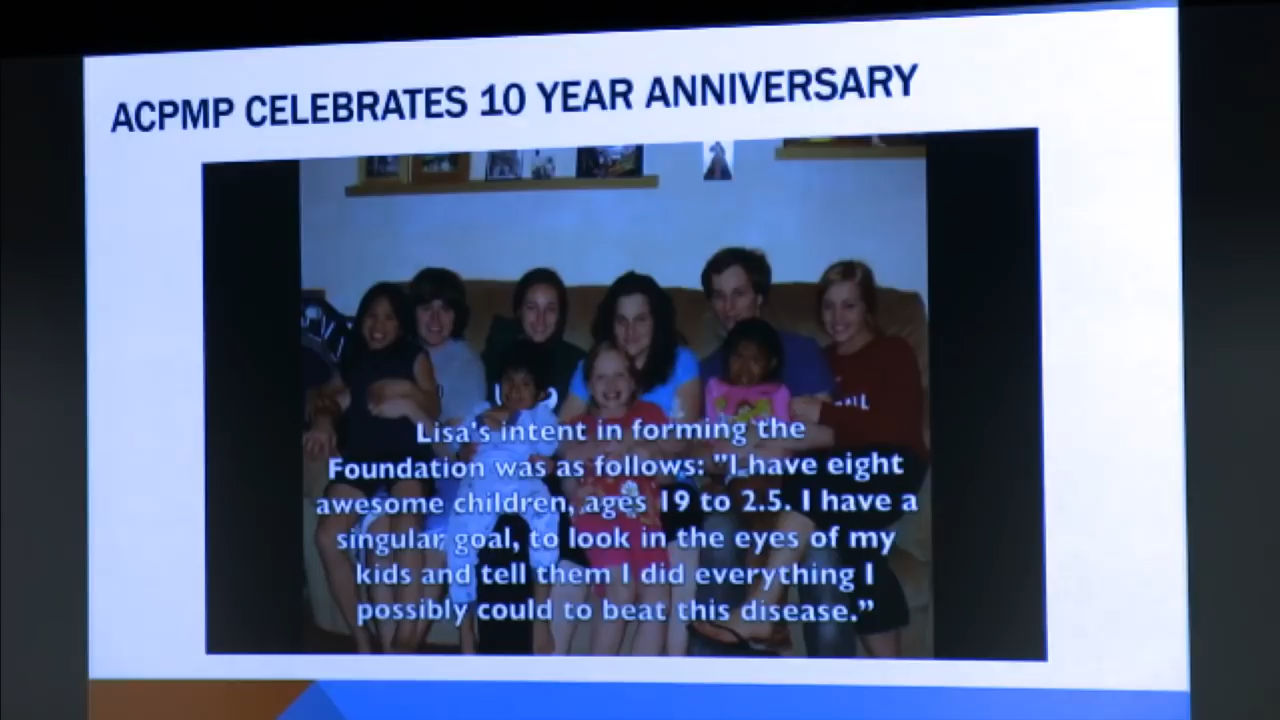 ACPMP CELEBRATES 10 YEAR ANNIVERSARY
Lisa's intent in forming the
Foundation was as follows: "I have eight
awesome children, ages 19 to 2.5. I have a
singular goal, to look in the eyes of my
kids and tell them I did everything I
possibly could to beat this disease.”